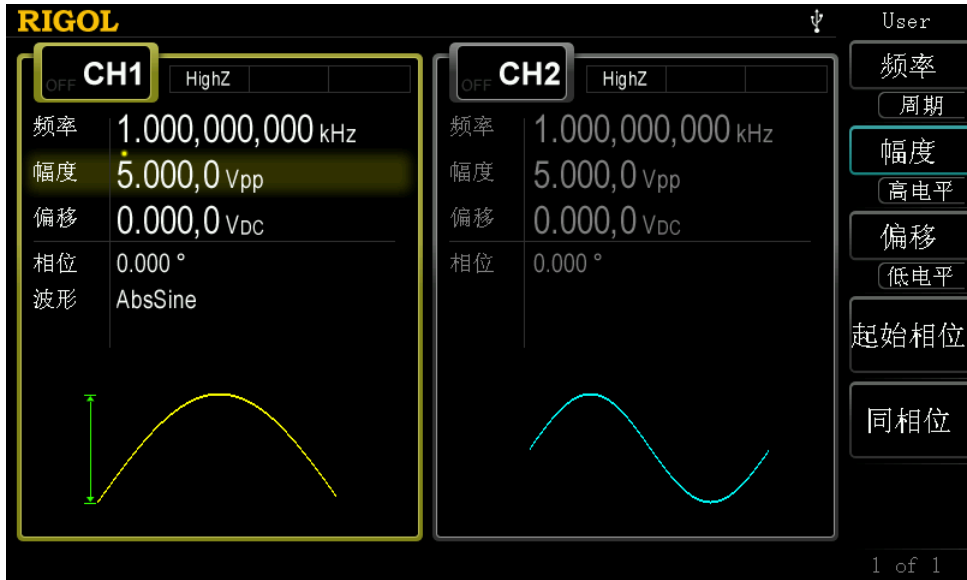 RIGOL
User
OFF CH1 HighZ
频率 1.000,000,000 kHz
幅度 5.000,0 Vpp
偏移 0.000,0 VDC
相位 0.000 °
波形 AbsSine
OFF CH2 HighZ
频率 1.000,000,000 kHz
幅度 5.000,0 Vpp
偏移 0.000,0 VDC
相位 0.000 °
频率
周期
幅度
高电平
偏移
低电平
起始相位
同相位
1 of 1